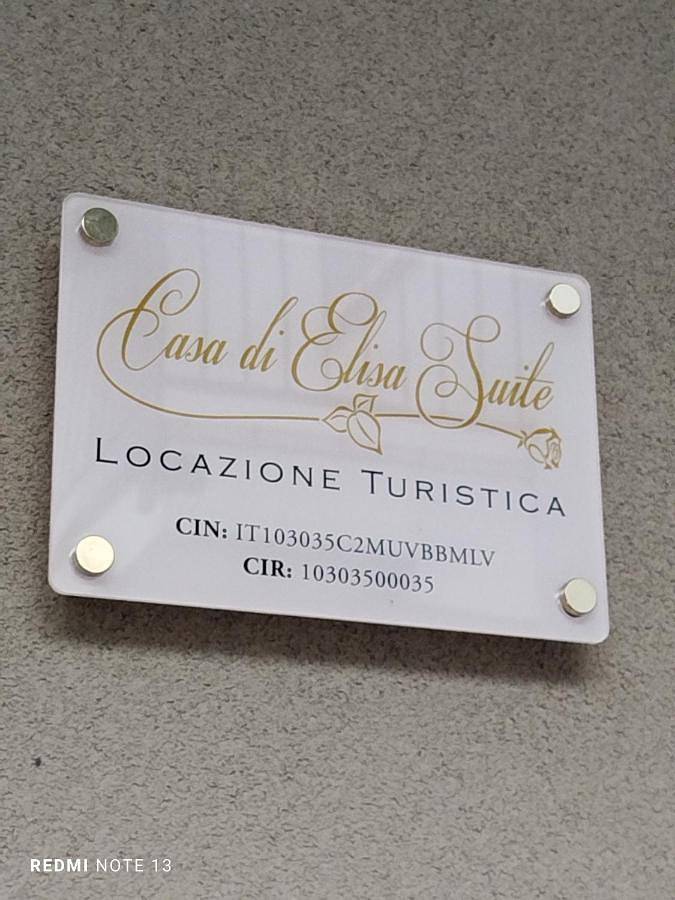 Casa di Elisa Suite
LOCAZIONE TURISTICA
CIN: IT103035C2MUVBBMLV
CIR: 10303500035
REDMI NOTE 13